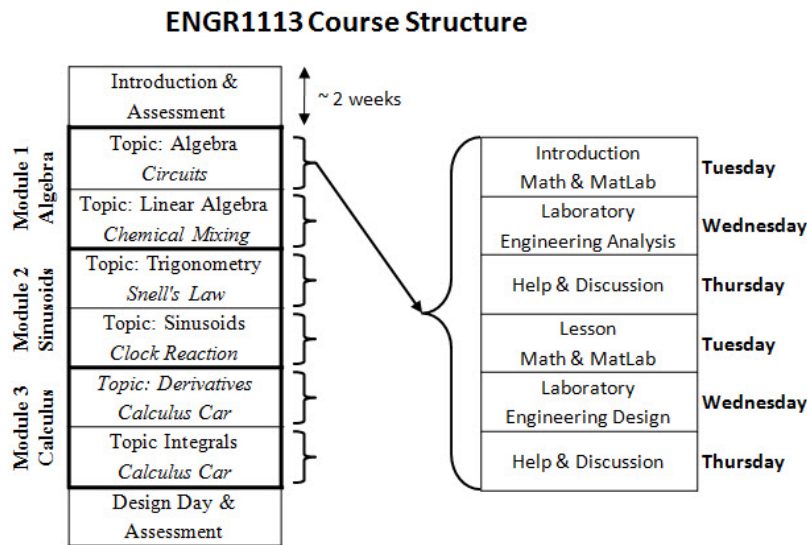 ENGR1113 Course Structure
Introduction &
Assessment
~ 2 weeks
Module 1
Algebra
Topic: Algebra
Circuits
Topic: Linear Algebra
Chemical Mixing
Module 2
Sinusoids
Topic: Trigonometry
Snell's Law
Topic: Sinusoids
Clock Reaction
Module 3
Calculus
Topic: Derivatives
Calculus Car
Topic Integrals
Calculus Car
Design Day &
Assessment
Introduction
Math & MatLab
Tuesday
Laboratory
Engineering Analysis
Wednesday
Help & Discussion
Thursday
Lesson
Math & MatLab
Tuesday
Laboratory
Engineering Design
Wednesday
Help & Discussion
Thursday